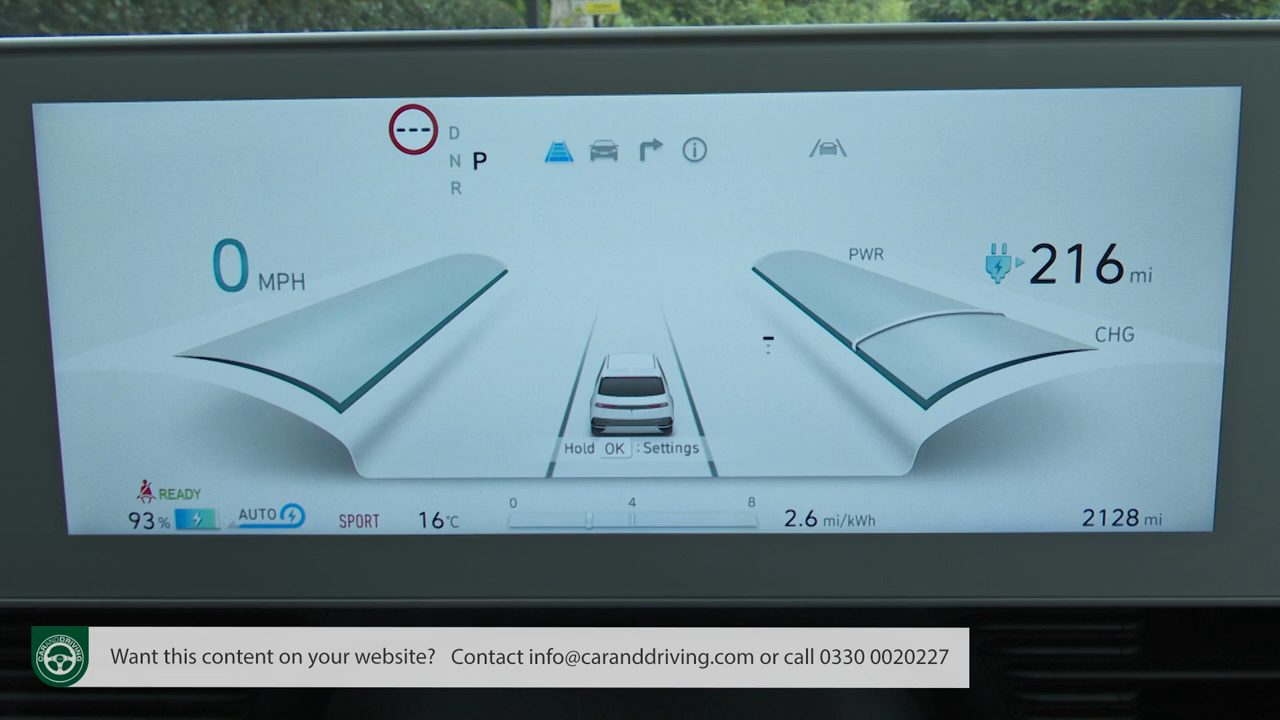 ---
D
N P
R
0 MPH
PWR
216 mi
CHG
Hold OK : Settings
READY
93%
AUTO
SPORT
16°C
0 4 8
2.6 mi/kWh
2128 mi
CARANDDRIVING
Want this content on your website? Contact info@caranddriving.com or call 0330 0020227